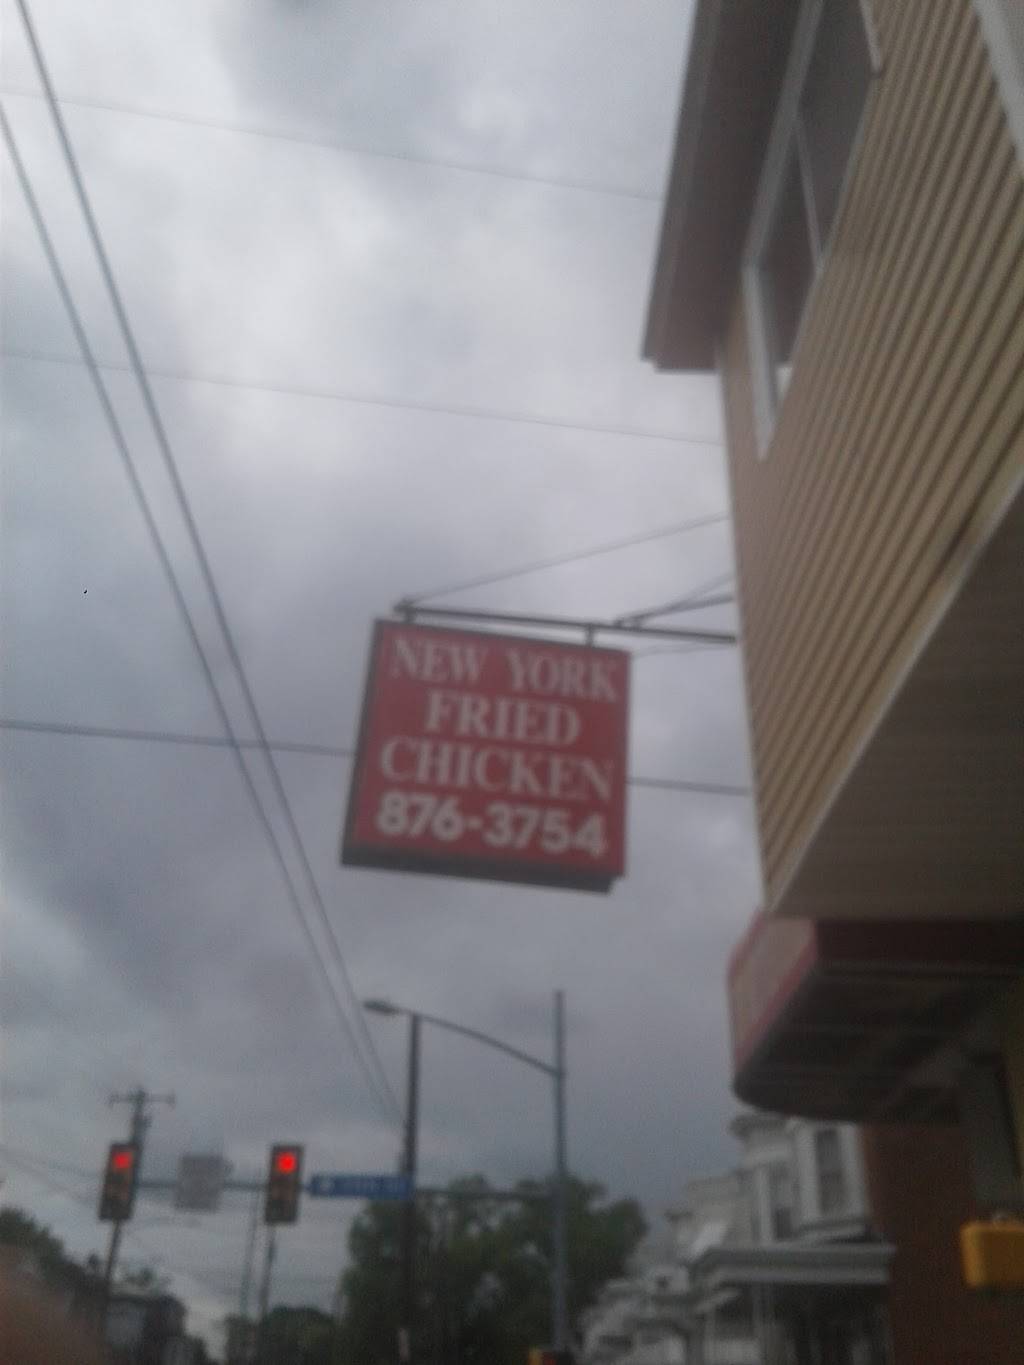 NEW YORK
FRIED
CHICKEN
876-3754